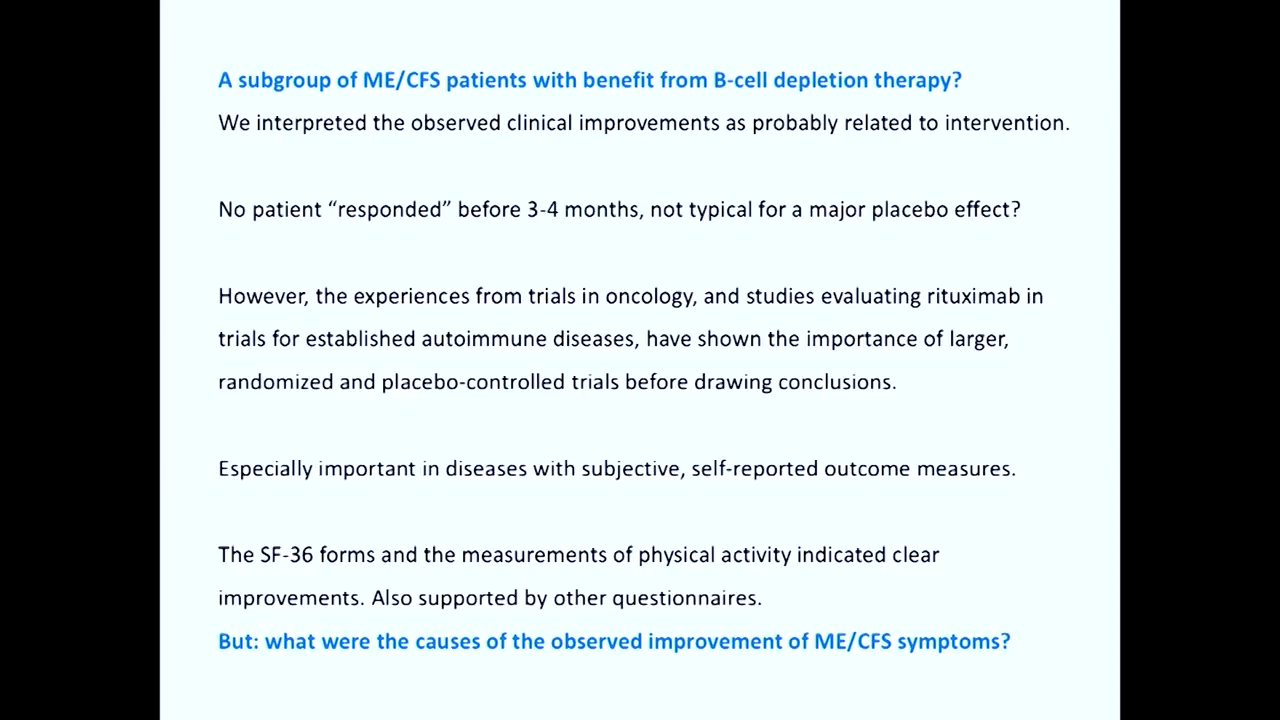 A subgroup of ME/CFS patients with benefit from B-cell depletion therapy?
We interpreted the observed clinical improvements as probably related to intervention.
No patient “responded” before 3-4 months, not typical for a major placebo effect?
However, the experiences from trials in oncology, and studies evaluating rituximab in
trials for established autoimmune diseases, have shown the importance of larger,
randomized and placebo-controlled trials before drawing conclusions.
Especially important in diseases with subjective, self-reported outcome measures.
The SF-36 forms and the measurements of physical activity indicated clear
improvements. Also supported by other questionnaires.
But: what were the causes of the observed improvement of ME/CFS symptoms?